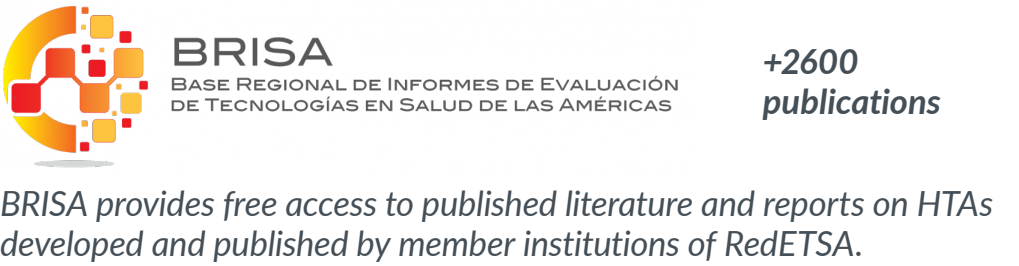 BRISA
BASE REGIONAL DE INFORMES DE EVALUACIÓN
DE TECNOLOGÍAS EN SALUD DE LAS AMÉRICAS
+2600
publications
BRISA provides free access to published literature and reports on HTAs
developed and published by member institutions of RedETSA.